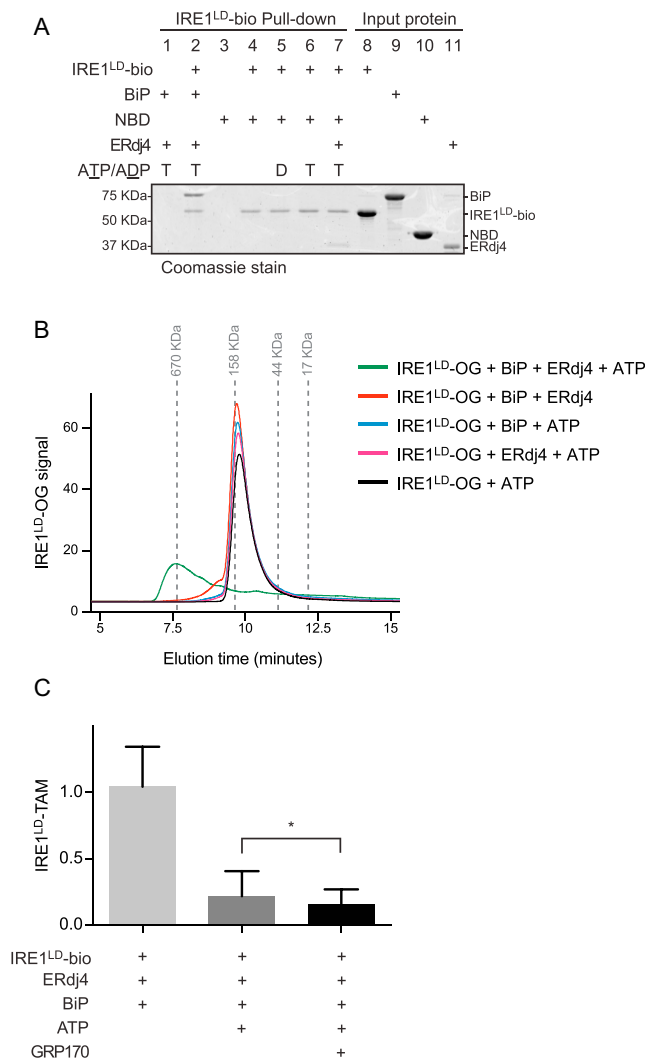 A
IRE1ᴸᴰ-bio Pull-down Input protein
1 2 3 4 5 6 7 8 9 10 11
IRE1ᴸᴰ-bio + + + + + +
BiP + + +
NBD + + + + + +
ERdj4 + + + +
ATP/ADP T T D T T
75 KDa BiP
50 KDa IRE1ᴸᴰ-bio
NBD
37 KDa ERdj4
Coomassie stain
B
670 KDa 158 KDa 44 KDa 17 KDa
IRE1ᴸᴰ-OG + BiP + ERdj4 + ATP
IRE1ᴸᴰ-OG + BiP + ERdj4
IRE1ᴸᴰ-OG + BiP + ATP
IRE1ᴸᴰ-OG + ERdj4 + ATP
IRE1ᴸᴰ-OG + ATP
IRE1ᴸᴰ-OG signal
60
40
20
0
5 7.5 10 12.5 15
Elution time (minutes)
C
IRE1ᴸᴰ-TAM
1.0
0.5
0.0
*
IRE1ᴸᴰ-bio + + +
ERdj4 + + +
BiP + + +
ATP + +
GRP170 +